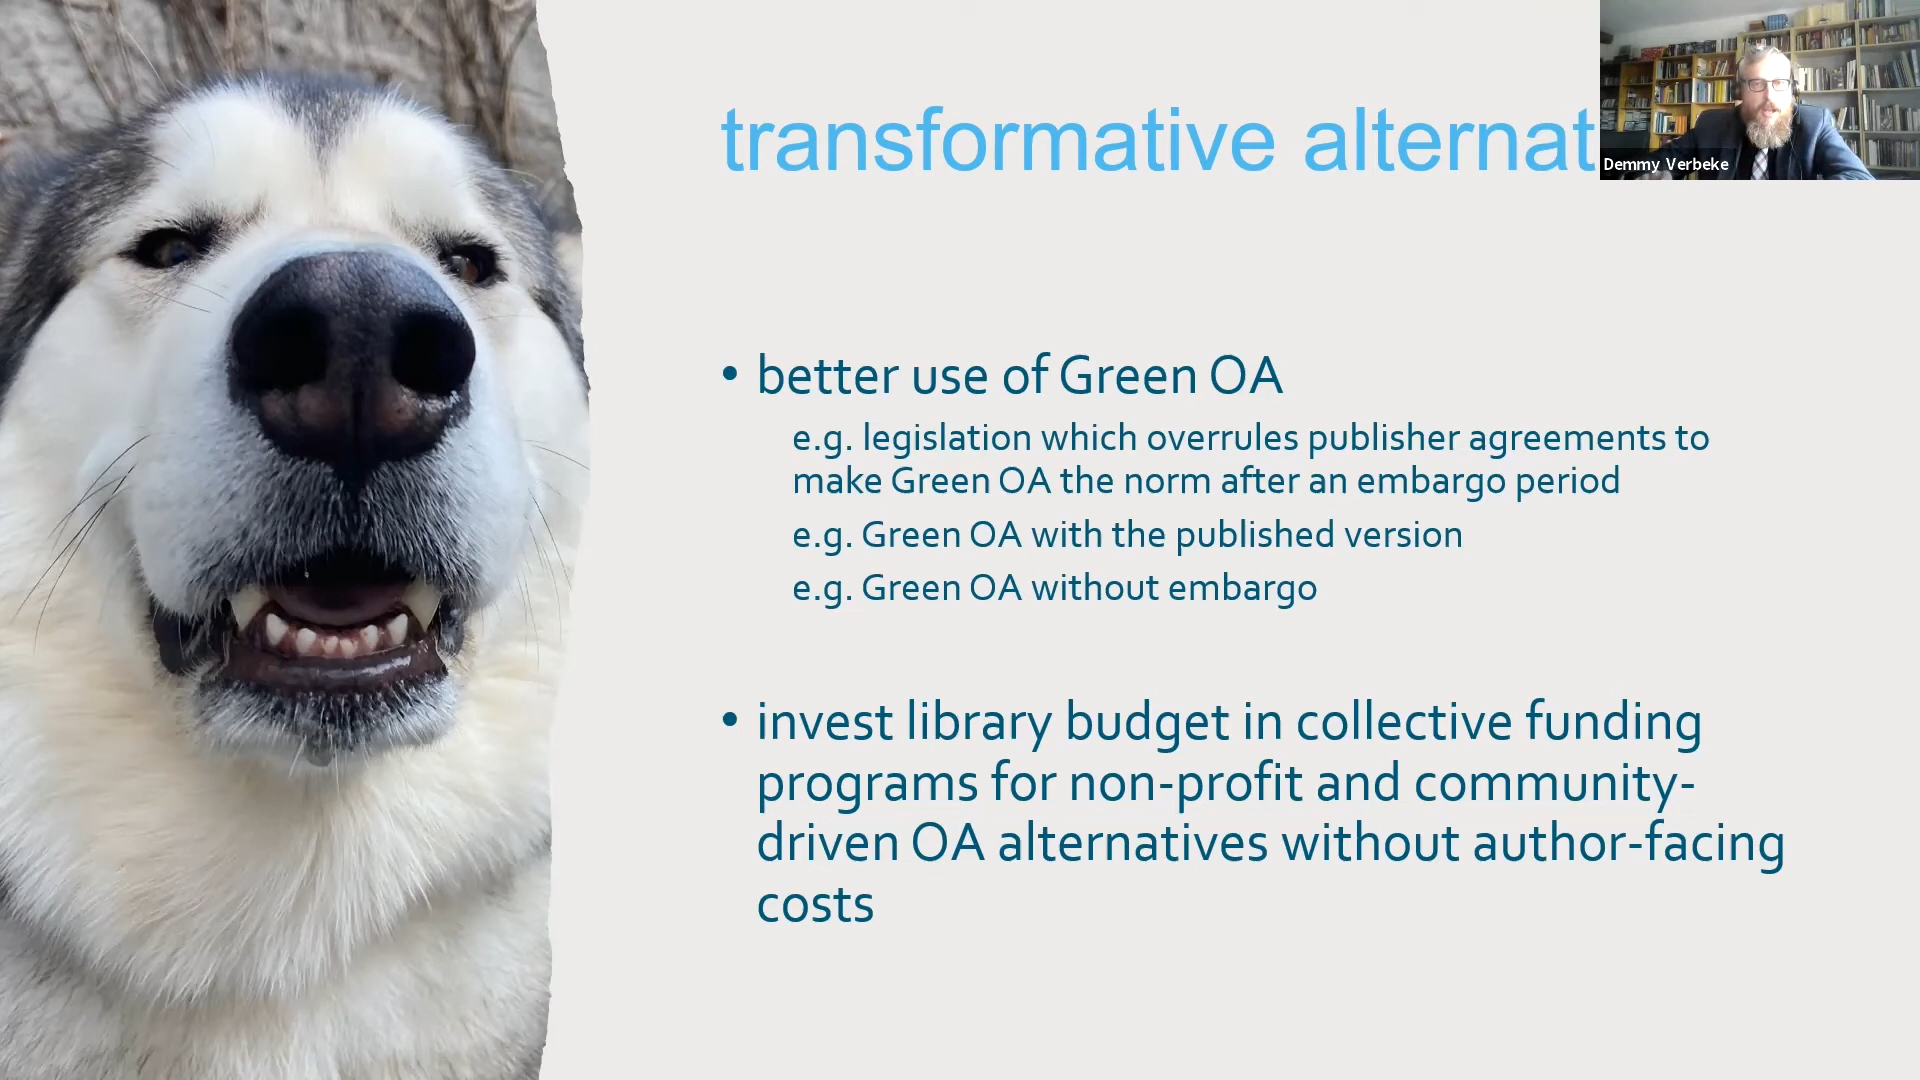 transformative alternat
Demmy Verbeke
• better use of Green OA
e.g. legislation which overrules publisher agreements to
make Green OA the norm after an embargo period
e.g. Green OA with the published version
e.g. Green OA without embargo
• invest library budget in collective funding
programs for non-profit and community-
driven OA alternatives without author-facing
costs